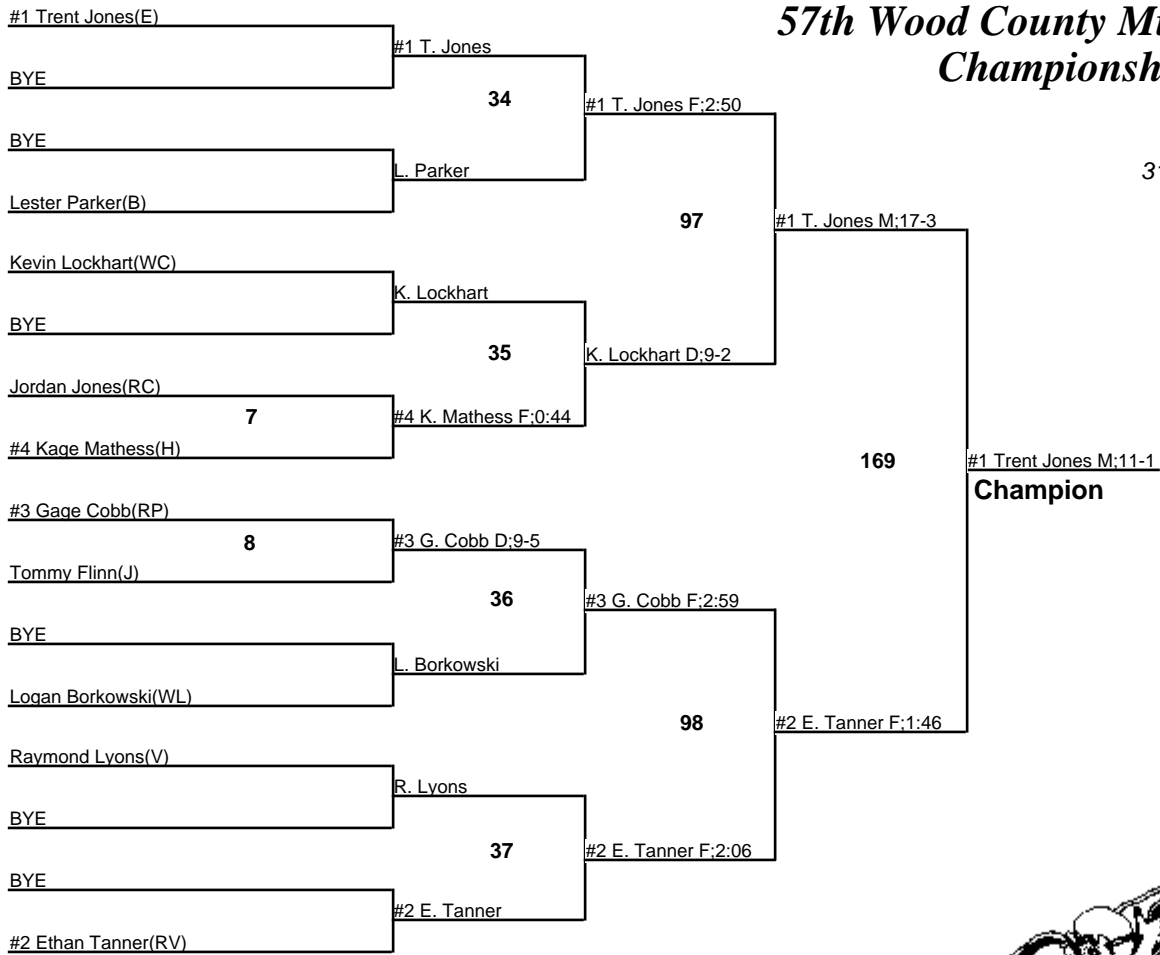 57th Wood County Mi
Championsh
31
#1 Trent Jones(E)
BYE
BYE
Lester Parker(B)
Kevin Lockhart(WC)
BYE
Jordan Jones(RC)
7
#4 Kage Mathess(H)
#3 Gage Cobb(RP)
8
Tommy Flinn(J)
BYE
Logan Borkowski(WL)
Raymond Lyons(V)
BYE
BYE
#2 Ethan Tanner(RV)
#1 T. Jones
34
L. Parker
K. Lockhart
35
#4 K. Mathess F;0:44
#3 G. Cobb D;9-5
36
L. Borkowski
R. Lyons
37
#2 E. Tanner
#1 T. Jones F;2:50
97
K. Lockhart D;9-2
#3 G. Cobb F;2:59
98
#2 E. Tanner F;2:06
#1 T. Jones M;17-3
169
#2 E. Tanner F;1:46
#1 Trent Jones M;11-1
Champion